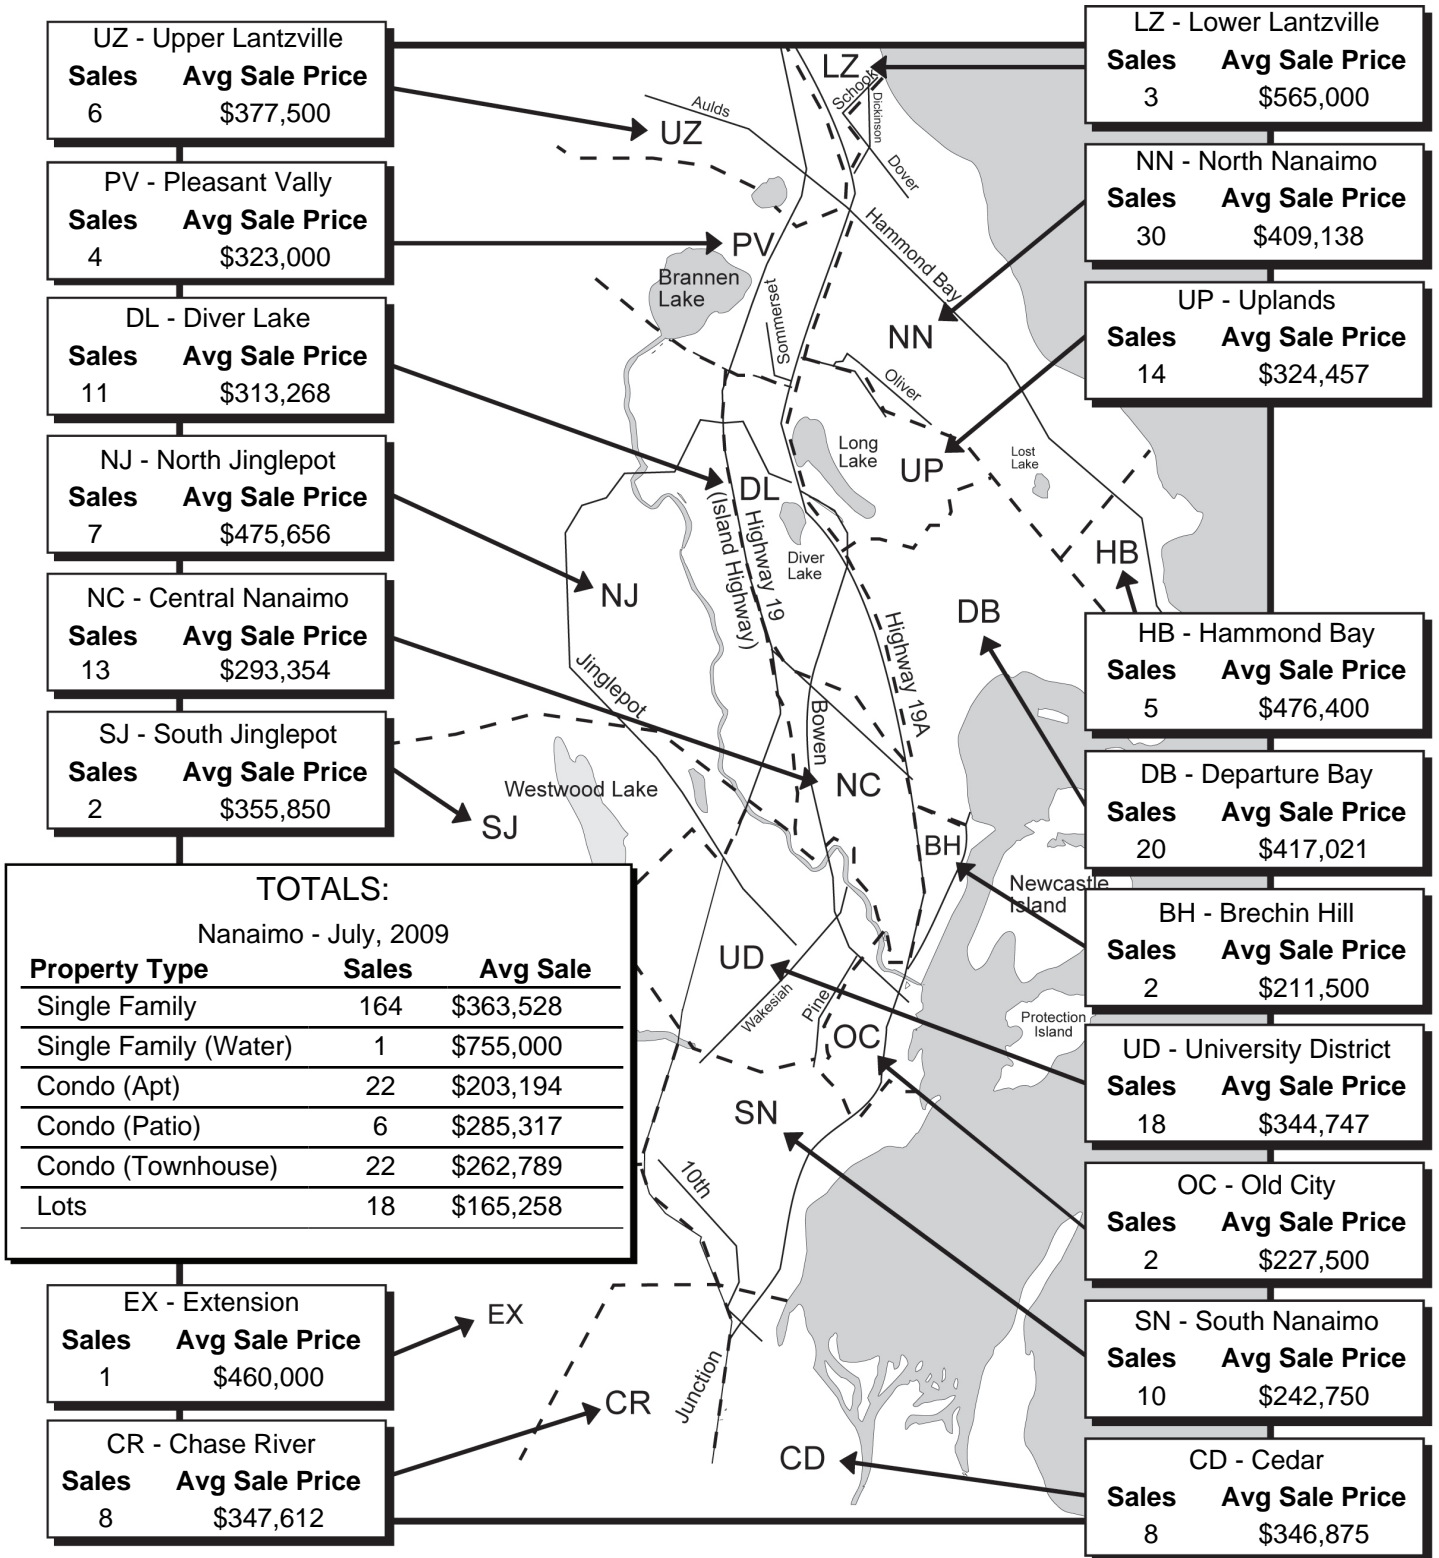 UZ - Upper Lantzville
Sales Avg Sale Price
6 $377,500
PV - Pleasant Vally
Sales Avg Sale Price
4 $323,000
DL - Diver Lake
Sales Avg Sale Price
11 $313,268
NJ - North Jinglepot
Sales Avg Sale Price
7 $475,656
NC - Central Nanaimo
Sales Avg Sale Price
13 $293,354
SJ - South Jinglepot
Sales Avg Sale Price
2 $355,850
TOTALS:
Nanaimo - July, 2009
Property Type Sales Avg Sale
Single Family 164 $363,528
Single Family (Water) 1 $755,000
Condo (Apt) 22 $203,194
Condo (Patio) 6 $285,317
Condo (Townhouse) 22 $262,789
Lots 18 $165,258
EX - Extension
Sales Avg Sale Price
1 $460,000
CR - Chase River
Sales Avg Sale Price
8 $347,612
LZ
Schook
Dickinson
Aulds
UZ
Dover
PV
Hammond Bay
Brannen
Lake
Sommerset
NN
Oliver
Long
Lake
UP
Lost
Lake
DL
Highway 19
(Island Highway)
Diver
Lake
HB
NJ
DB
Highway 19A
Jinglepot
Bowen
Westwood Lake
NC
SJ
BH
Newcastle
Island
UD
Wakesiah
Pine
Protection
Island
OC
SN
10th
EX
Junction
CR
CD
LZ - Lower Lantzville
Sales Avg Sale Price
3 $565,000
NN - North Nanaimo
Sales Avg Sale Price
30 $409,138
UP - Uplands
Sales Avg Sale Price
14 $324,457
HB - Hammond Bay
Sales Avg Sale Price
5 $476,400
DB - Departure Bay
Sales Avg Sale Price
20 $417,021
BH - Brechin Hill
Sales Avg Sale Price
2 $211,500
UD - University District
Sales Avg Sale Price
18 $344,747
OC - Old City
Sales Avg Sale Price
2 $227,500
SN - South Nanaimo
Sales Avg Sale Price
10 $242,750
CD - Cedar
Sales Avg Sale Price
8 $346,875